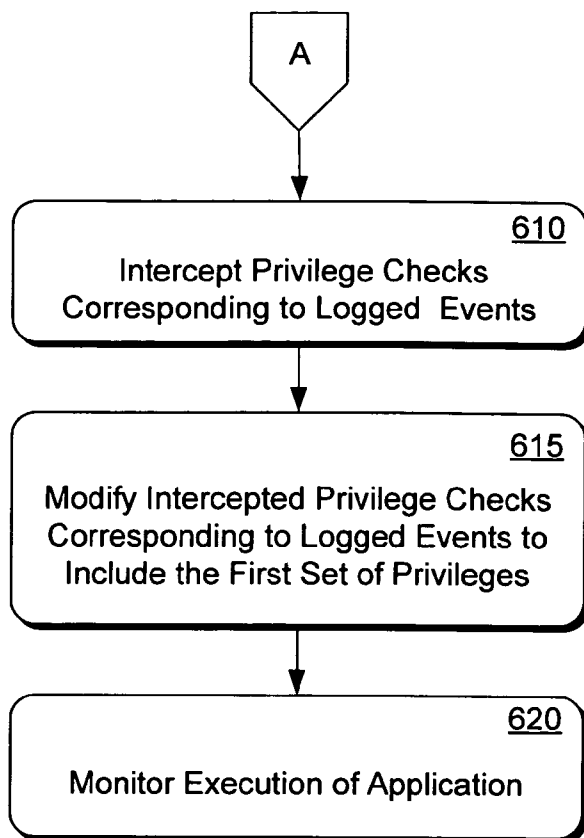 A
610
Intercept Privilege Checks
Corresponding to Logged Events
615
Modify Intercepted Privilege Checks
Corresponding to Logged Events to
Include the First Set of Privileges
620
Monitor Execution of Application